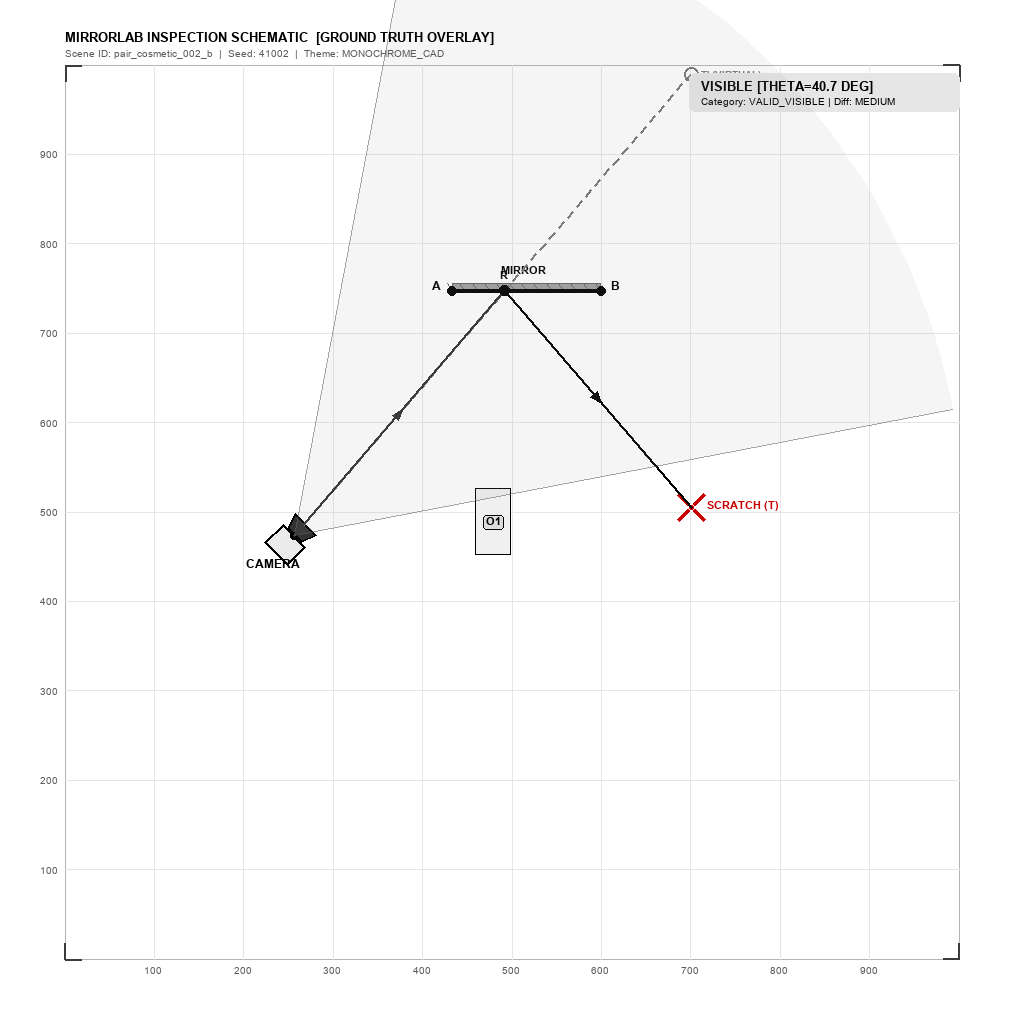 MIRRORLAB INSPECTION SCHEMATIC [GROUND TRUTH OVERLAY]
Scene ID: pair_cosmetic_002_b | Seed: 41002 | Theme: MONOCHROME_CAD
VISIBLE [THETA=40.7 DEG]
Category: VALID_VISIBLE | Diff: MEDIUM
900
800
MIRROR
R
A
B
700
600
500
SCRATCH (T)
O1
CAMERA
400
300
200
100
100 200 300 400 500 600 700 800 900